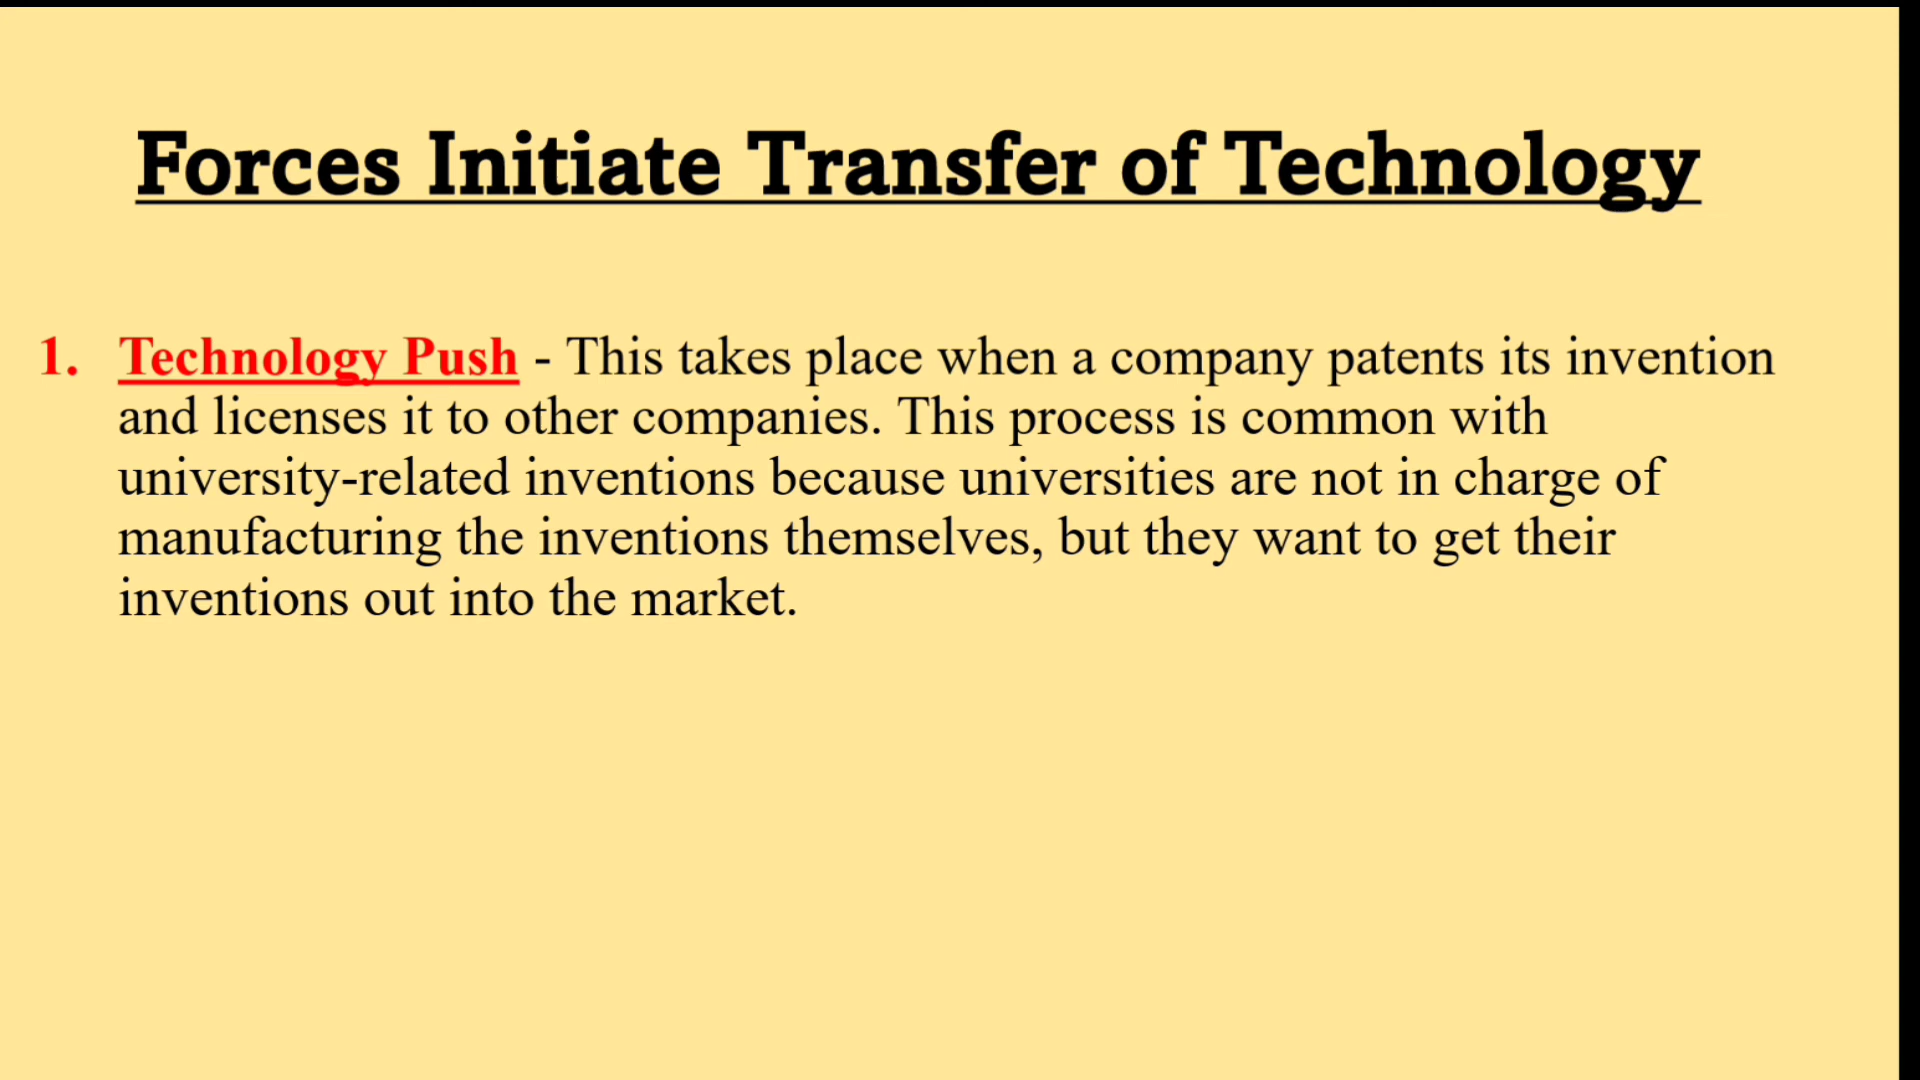 Forces Initiate Transfer of Technology
1. Technology Push - This takes place when a company patents its invention
and licenses it to other companies. This process is common with
university-related inventions because universities are not in charge of
manufacturing the inventions themselves, but they want to get their
inventions out into the market.